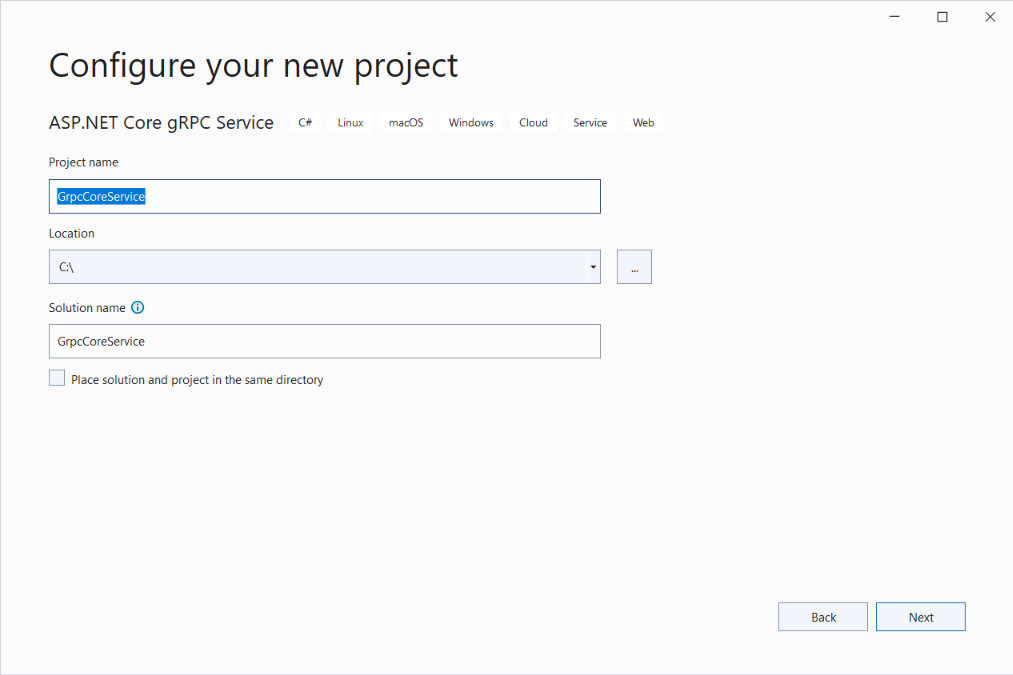 Configure your new project
ASP.NET Core gRPC Service C# Linux macOS Windows Cloud Service Web
Project name
GrpcCoreService
Location
C:\
...
Solution name
GrpcCoreService
Place solution and project in the same directory
Back Next